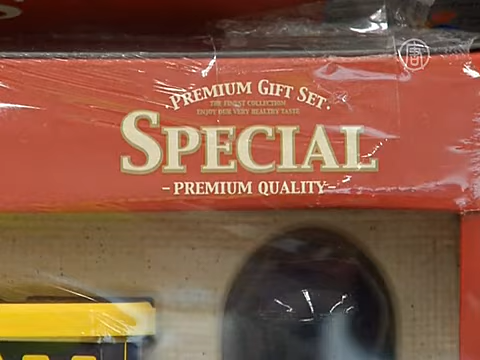 PREMIUM GIFT SET.
THE FINEST COLLECTION
ENJOY OUR VERY HEALTHY TASTE
SPECIAL
- PREMIUM QUALITY -